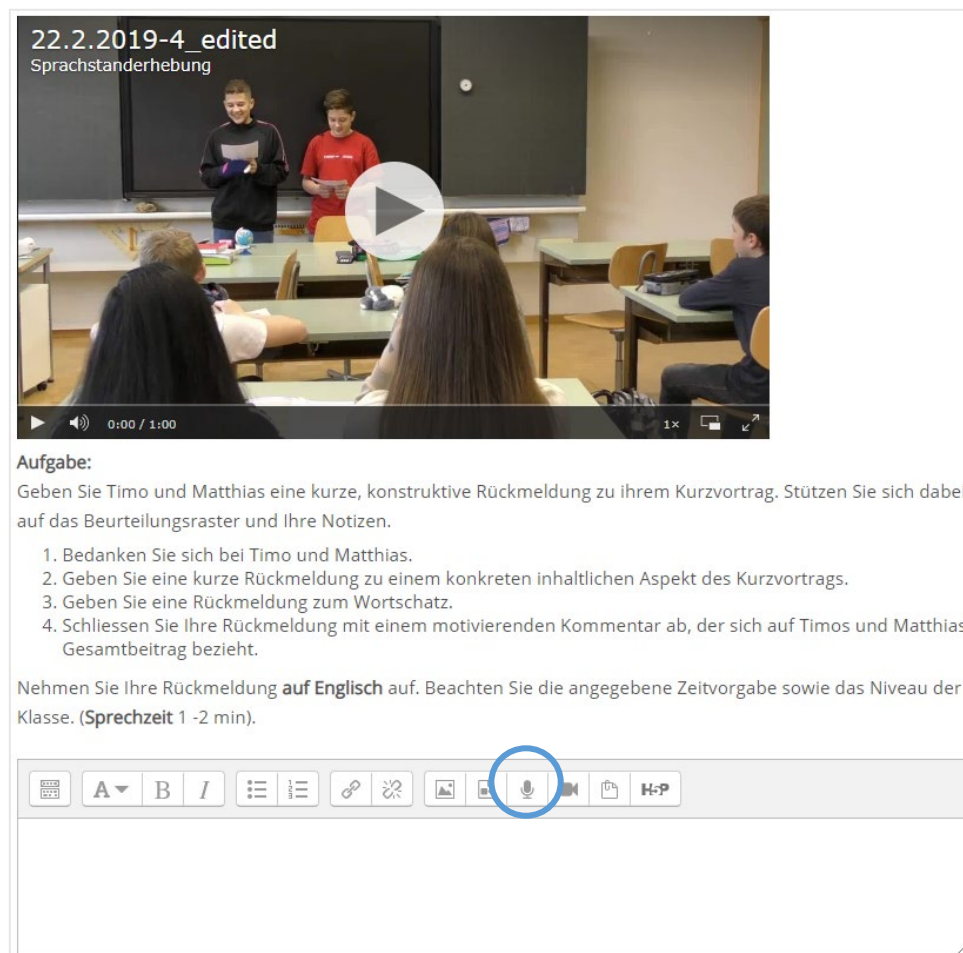 22.2.2019-4_edited
Sprachstanderhebung
0:00 / 1:00
1×
Aufgabe:
Geben Sie Timo und Matthias eine kurze, konstruktive Rückmeldung zu ihrem Kurzvortrag. Stützen Sie sich dabei
auf das Beurteilungsraster und Ihre Notizen.
1. Bedanken Sie sich bei Timo und Matthias.
2. Geben Sie eine kurze Rückmeldung zu einem konkreten inhaltlichen Aspekt des Kurzvortrags.
3. Geben Sie eine Rückmeldung zum Wortschatz.
4. Schliessen Sie Ihre Rückmeldung mit einem motivierenden Kommentar ab, der sich auf Timos und Matthias
Gesamtbeitrag bezieht.
Nehmen Sie Ihre Rückmeldung auf Englisch auf. Beachten Sie die angegebene Zeitvorgabe sowie das Niveau der
Klasse. (Sprechzeit 1 -2 min).
A B I H5P